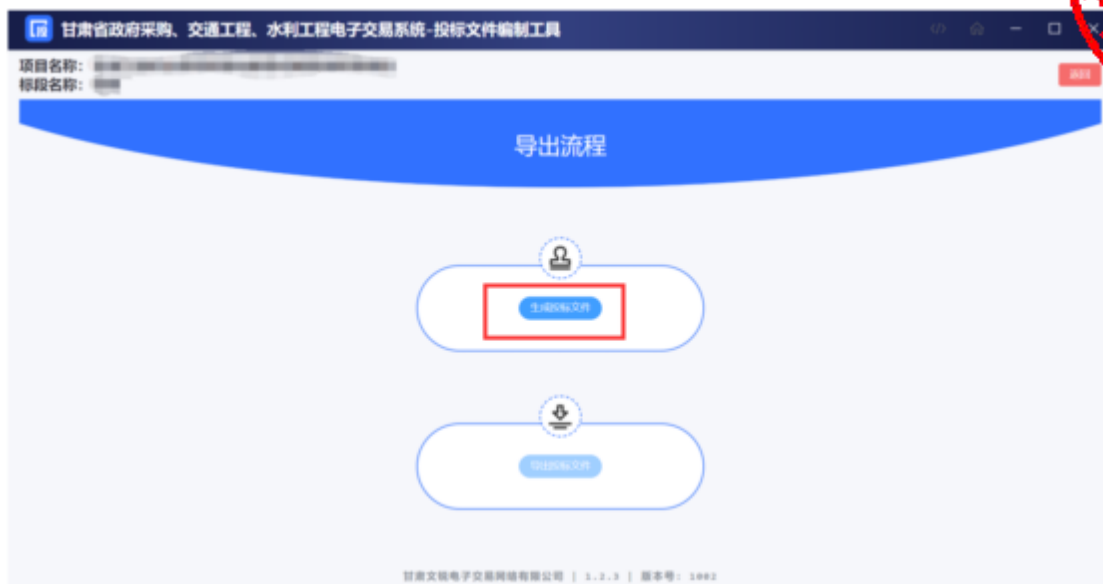 甘肃省政府采购、交通工程、水利工程电子交易系统-投标文件编制工具
项目名称：
标段名称：
返回
导出流程
生成投标文件
导出投标文件
甘肃文锐电子交易网络有限公司 | 1.2.3 | 版本号: 1002